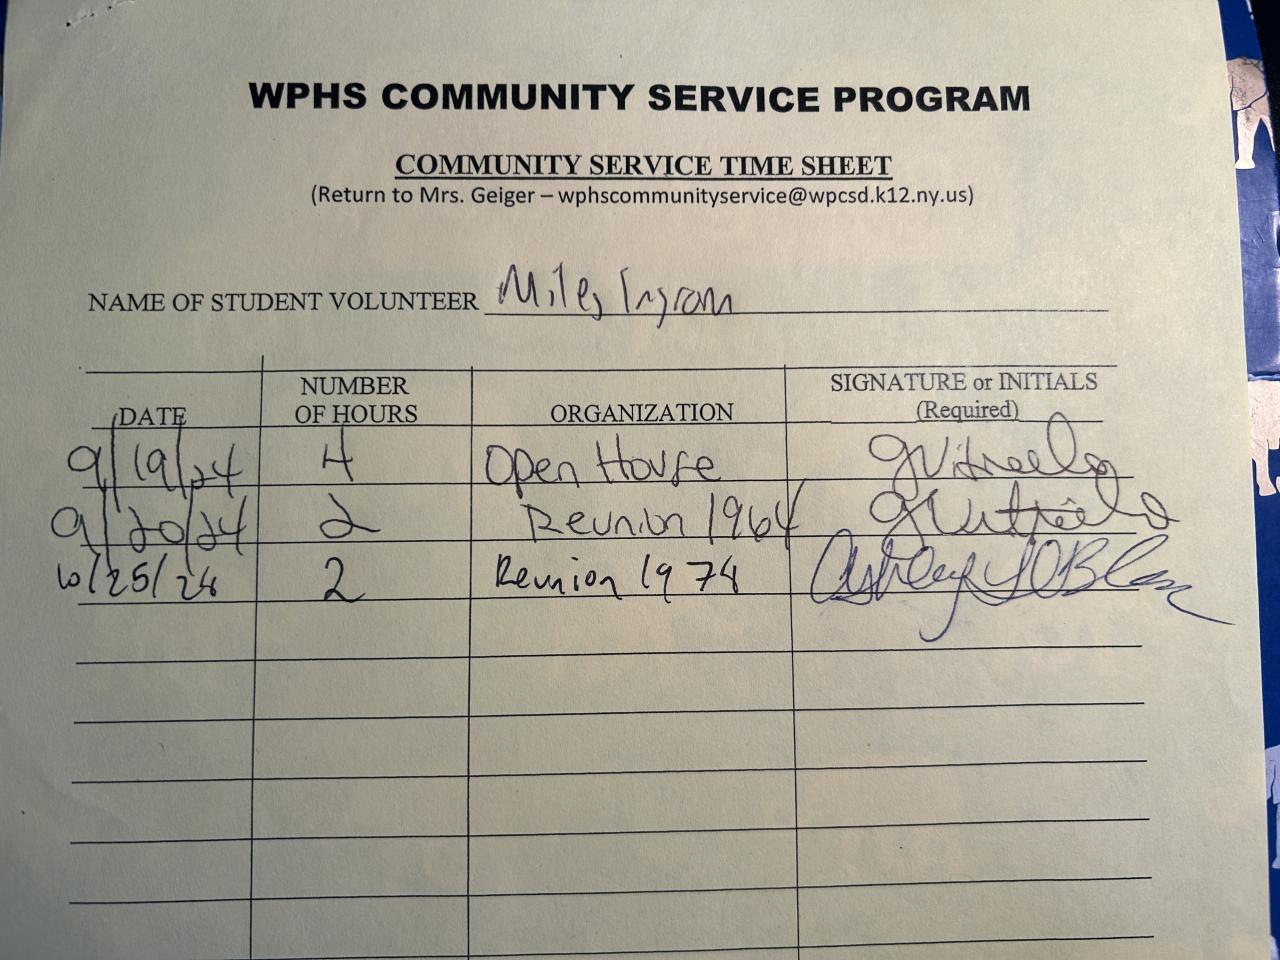 WPHS COMMUNITY SERVICE PROGRAM
COMMUNITY SERVICE TIME SHEET
(Return to Mrs. Geiger – wphscommunityservice@wpcsd.k12.ny.us)
NAME OF STUDENT VOLUNTEER Miles Ingram
DATE NUMBER OF HOURS ORGANIZATION SIGNATURE or INITIALS (Required)
9/19/24 4 Open House
9/20/24 2 Reunion 1964
10/25/24 2 Reunion 1974 Ashley